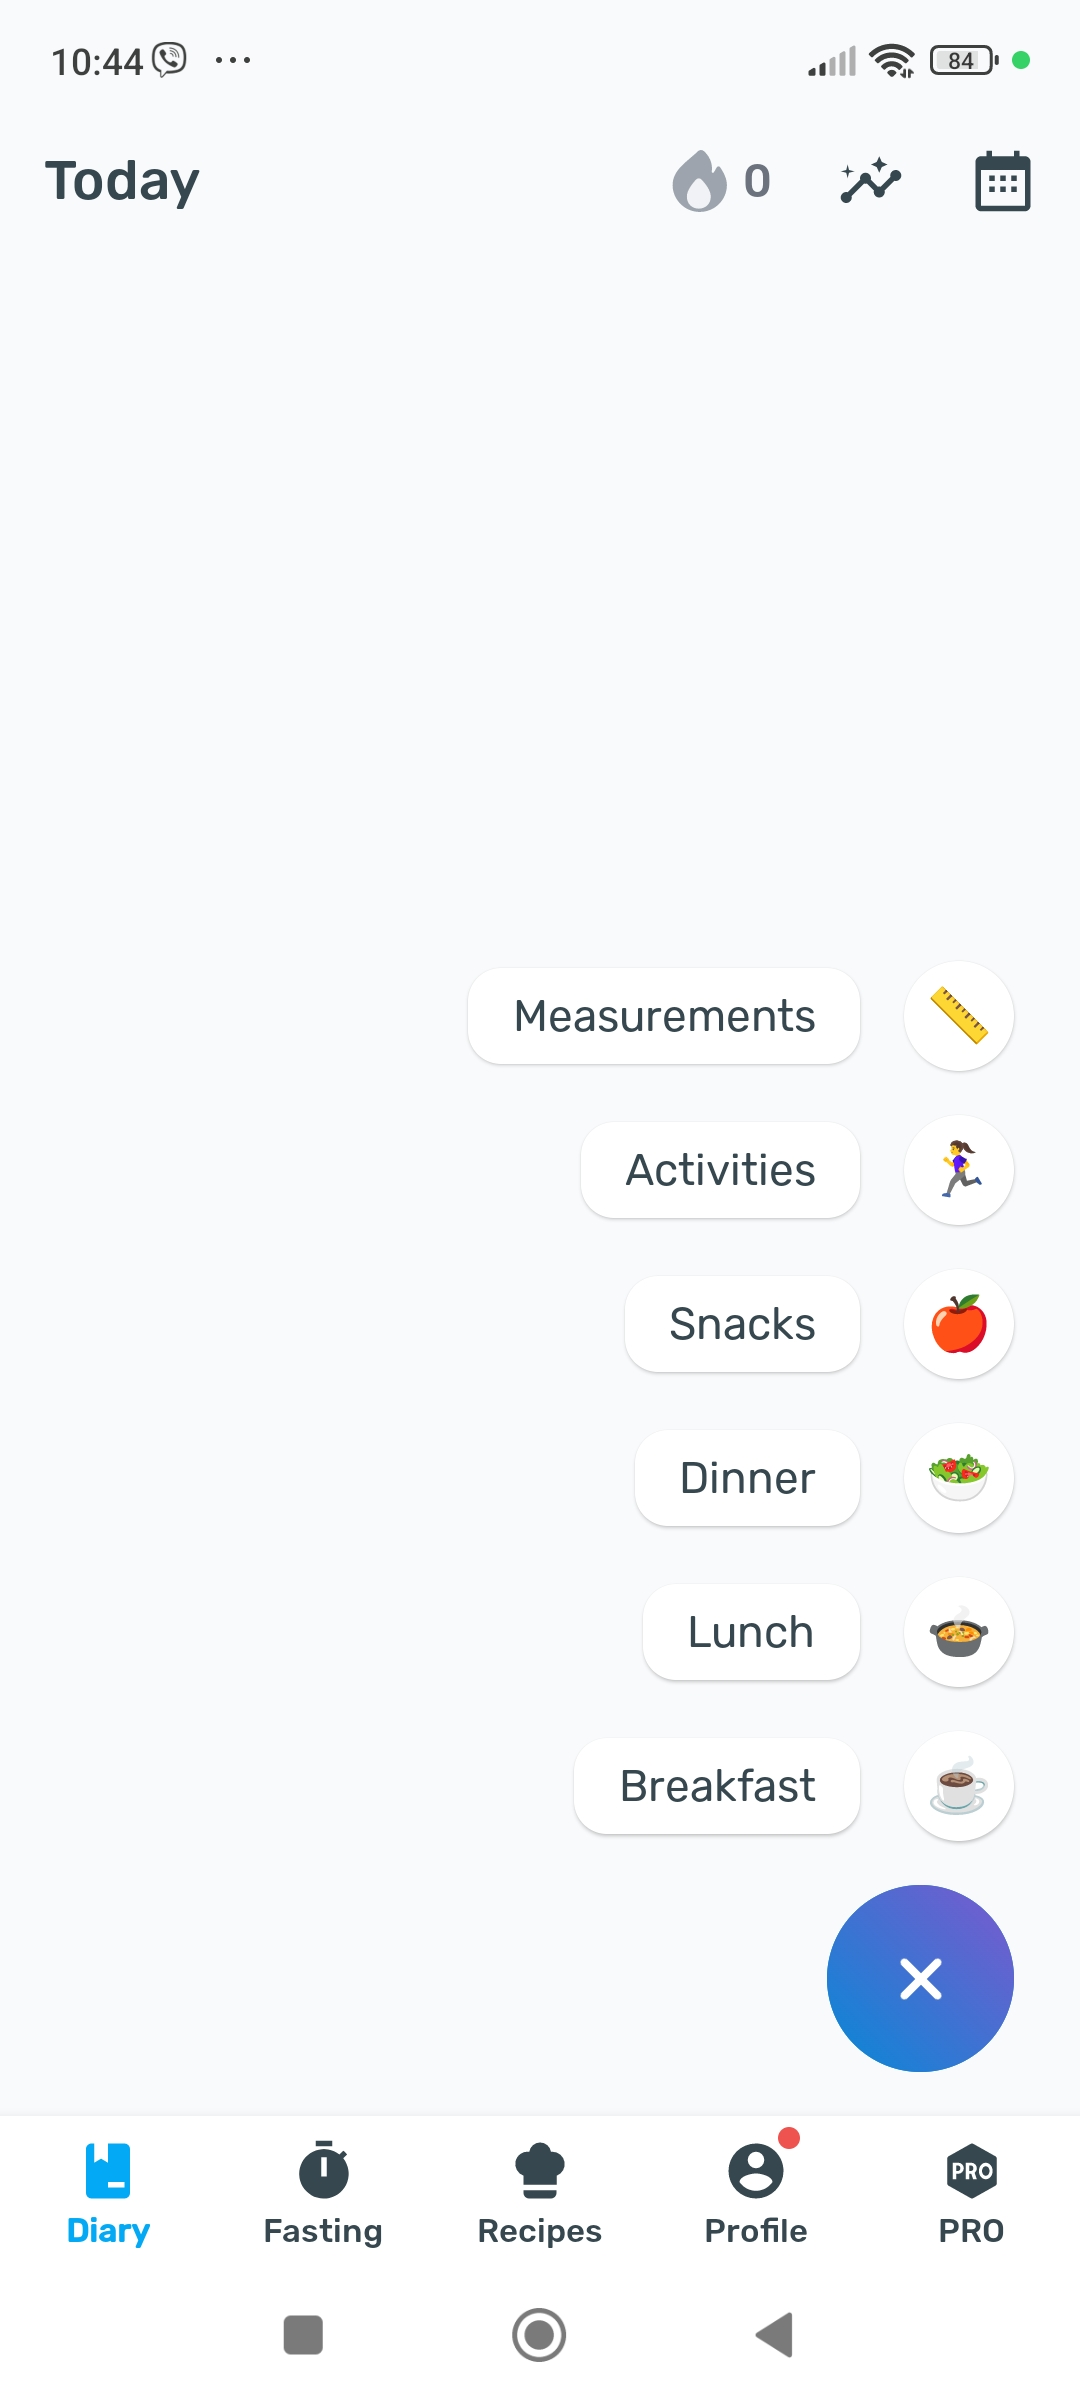 10:44
84
Today
0
Measurements
Activities
Snacks
Dinner
Lunch
Breakfast
PRO
Diary
Fasting
Recipes
Profile
PRO